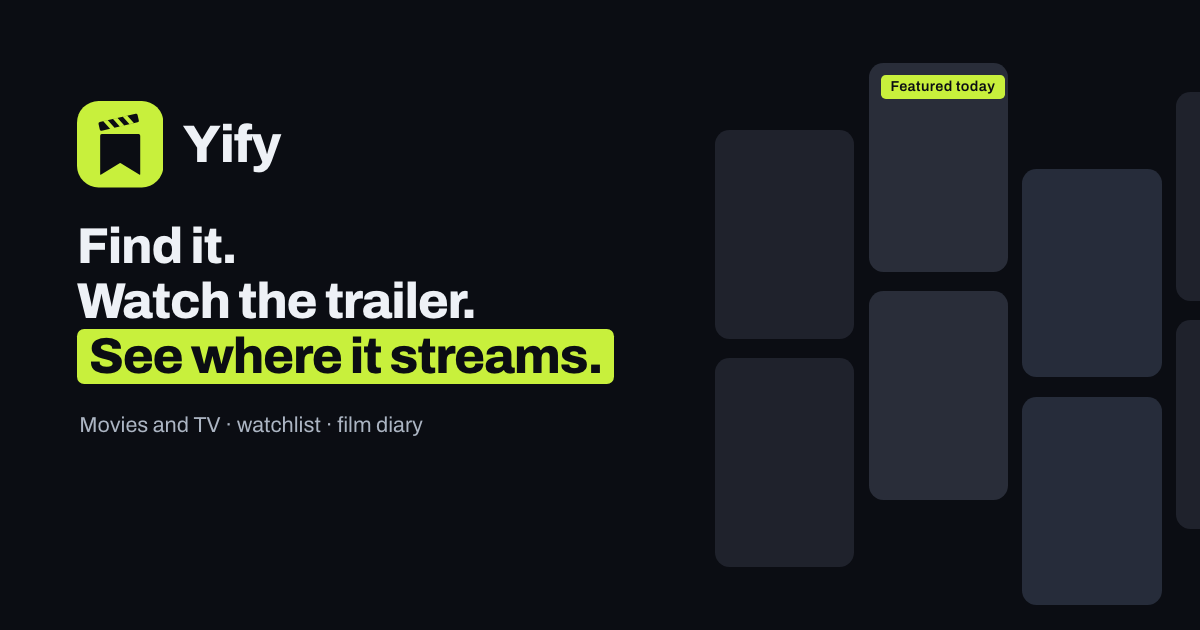 Yify
Find it.
Watch the trailer.
See where it streams.
Movies and TV · watchlist · film diary
Featured today